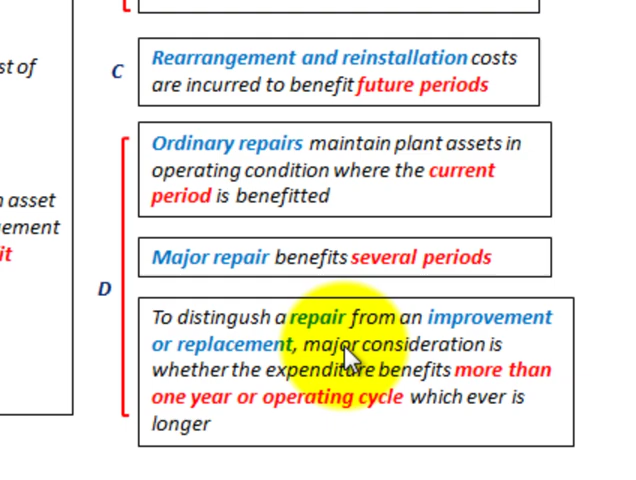 st of
C
Rearrangement and reinstallation costs
are incurred to benefit future periods
Ordinary repairs maintain plant assets in
operating condition where the current
period is benefitted
n asset
ement
it
Major repair benefits several periods
D
To distingush a repair from an improvement
or replacement, major consideration is
whether the expenditure benefits more than
one year or operating cycle which ever is
longer